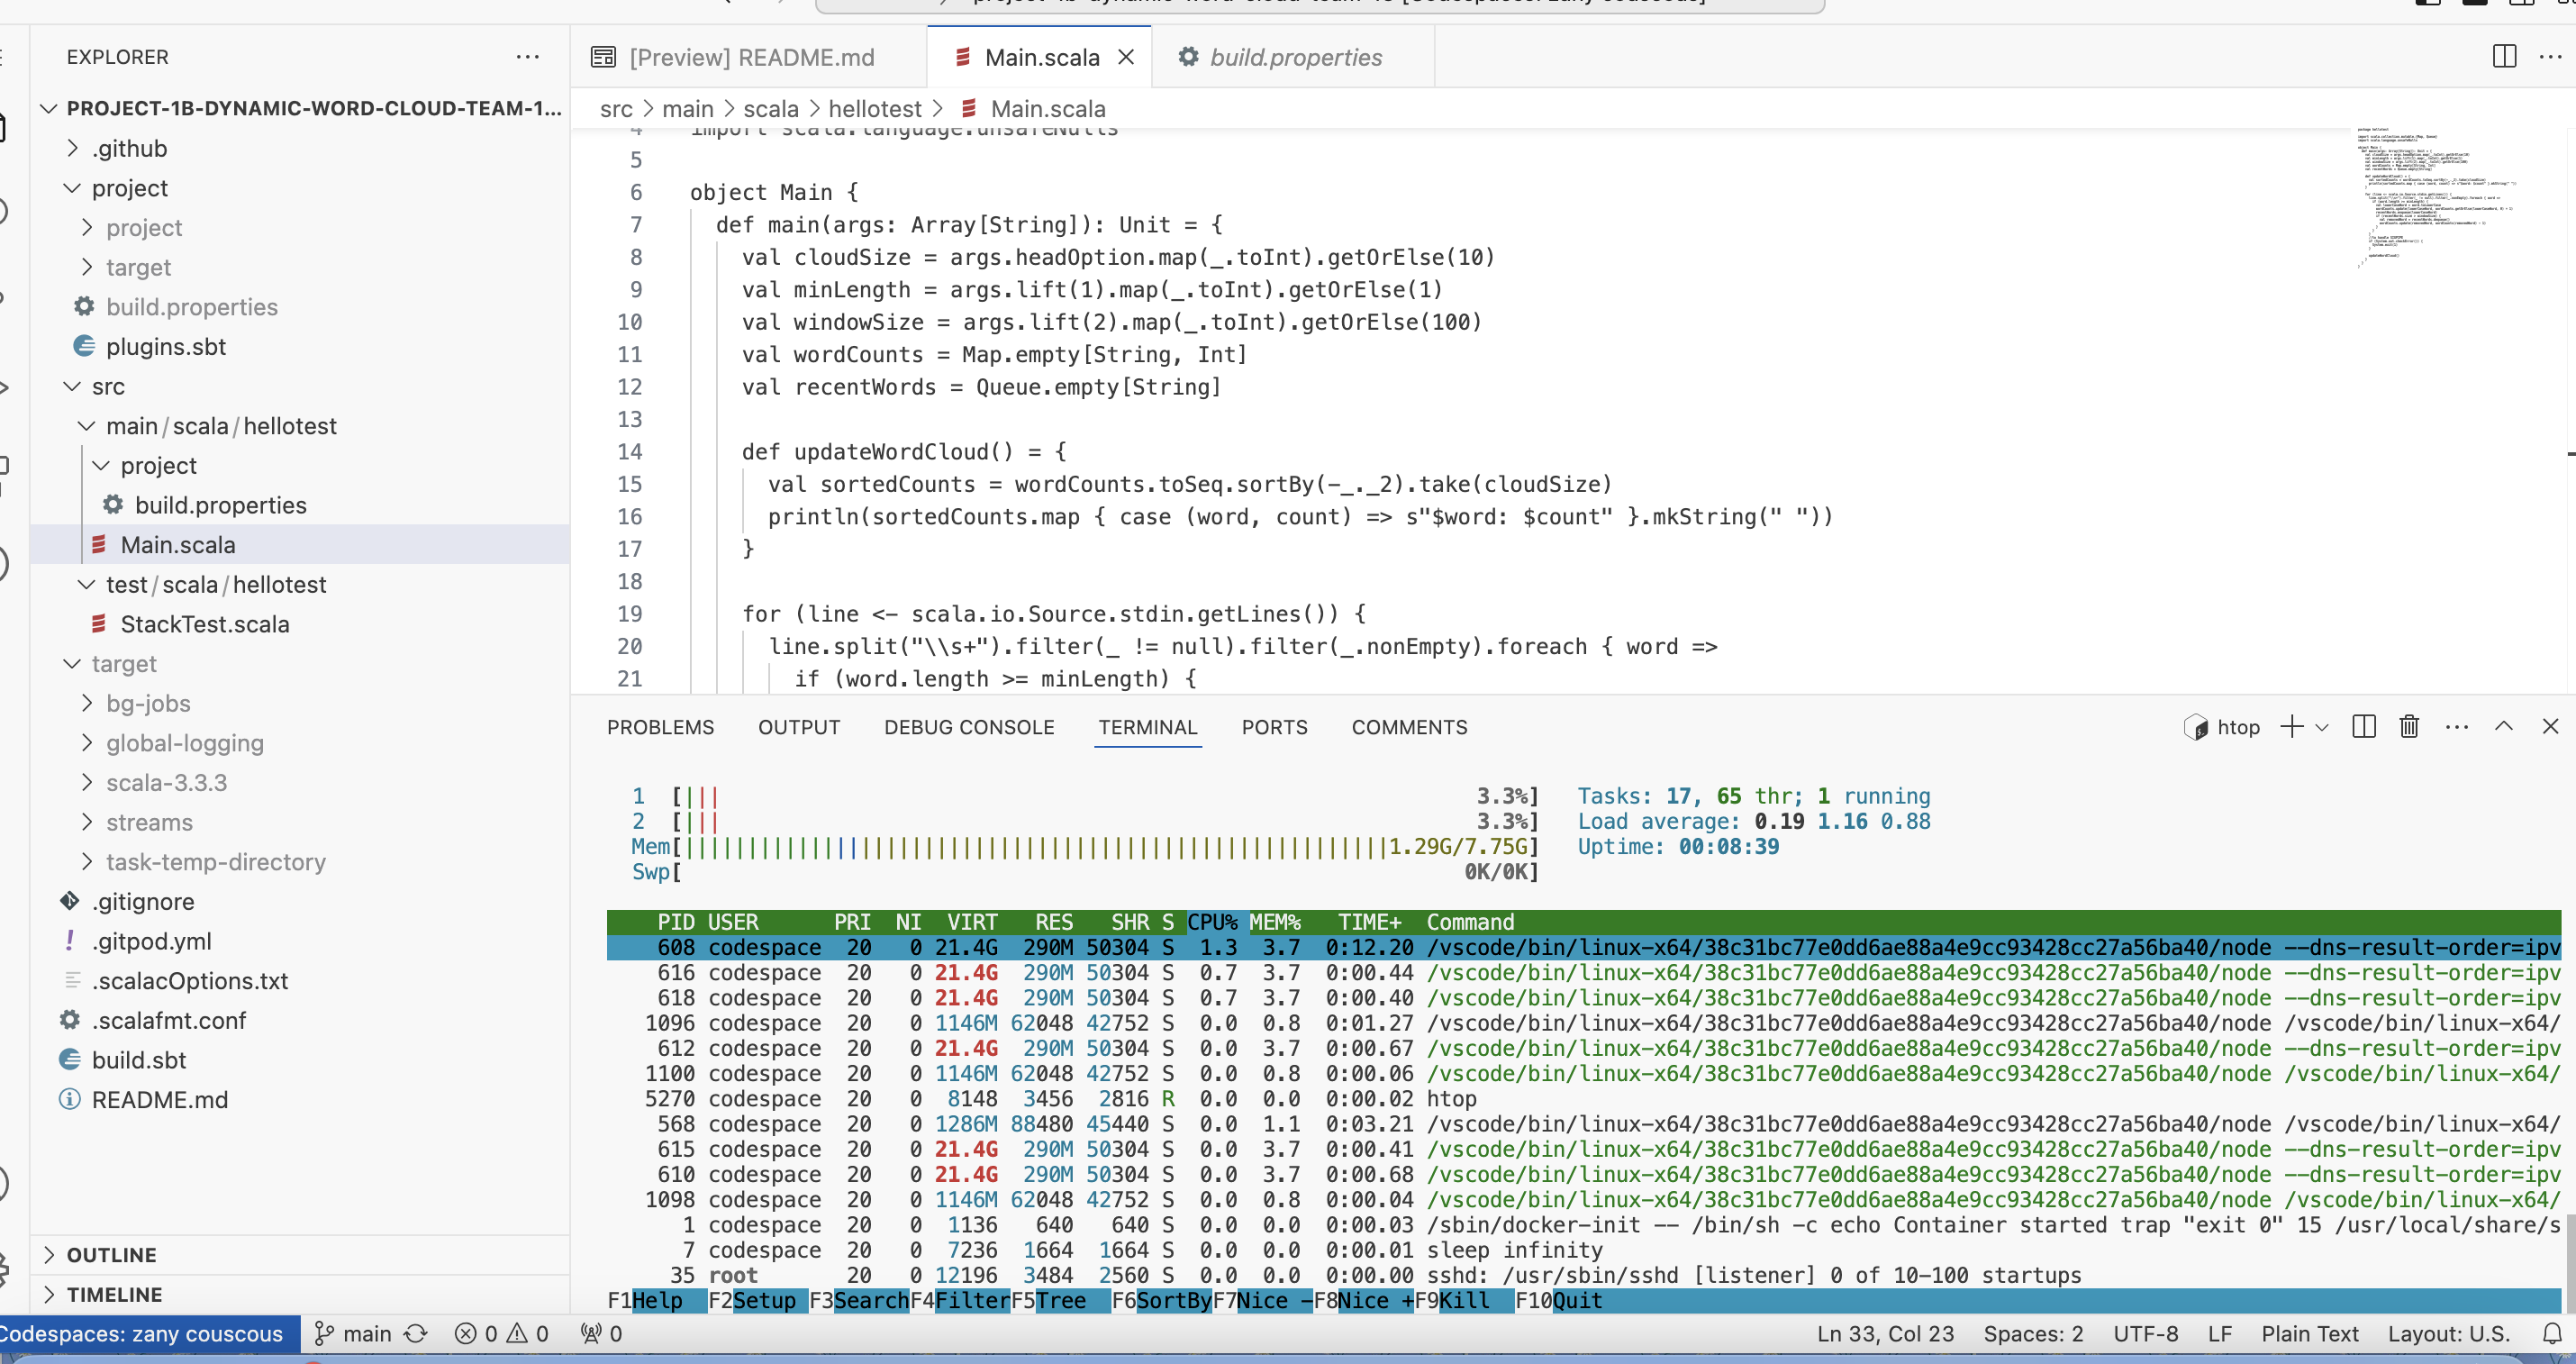 EXPLORER
PROJECT-1B-DYNAMIC-WORD-CLOUD-TEAM-1...
.github
project
project
target
build.properties
plugins.sbt
src
main/scala/hellotest
project
build.properties
Main.scala
test/scala/hellotest
StackTest.scala
target
bg-jobs
global-logging
scala-3.3.3
streams
task-temp-directory
.gitignore
.gitpod.yml
.scalacOptions.txt
.scalafmt.conf
build.sbt
README.md
OUTLINE
TIMELINE
[Preview] README.md
Main.scala
build.properties
src > main > scala > hellotest > Main.scala
4 import scala.language.unsafeNulls
5
6 object Main {
7 def main(args: Array[String]): Unit = {
8 val cloudSize = args.headOption.map(_.toInt).getOrElse(10)
9 val minLength = args.lift(1).map(_.toInt).getOrElse(1)
10 val windowSize = args.lift(2).map(_.toInt).getOrElse(100)
11 val wordCounts = Map.empty[String, Int]
12 val recentWords = Queue.empty[String]
13
14 def updateWordCloud() = {
15 val sortedCounts = wordCounts.toSeq.sortBy(-_._2).take(cloudSize)
16 println(sortedCounts.map { case (word, count) => s"$word: $count" }.mkString(" "))
17 }
18
19 for (line <- scala.io.Source.stdin.getLines()) {
20 line.split("\\s+").filter(_ != null).filter(_.nonEmpty).foreach { word =>
21 if (word.length >= minLength) {
PROBLEMS OUTPUT DEBUG CONSOLE TERMINAL PORTS COMMENTS
htop
1 [||| 3.3%] Tasks: 17, 65 thr; 1 running
2 [||| 3.3%] Load average: 0.19 1.16 0.88
Mem[ 1.29G/7.75G] Uptime: 00:08:39
Swp[ 0K/0K]
PID USER PRI NI VIRT RES SHR S CPU% MEM% TIME+ Command
608 codespace 20 0 21.4G 290M 50304 S 1.3 3.7 0:12.20 /vscode/bin/linux-x64/38c31bc77e0dd6ae88a4e9cc93428cc27a56ba40/node --dns-result-order=ipv
616 codespace 20 0 21.4G 290M 50304 S 0.7 3.7 0:00.44 /vscode/bin/linux-x64/38c31bc77e0dd6ae88a4e9cc93428cc27a56ba40/node --dns-result-order=ipv
618 codespace 20 0 21.4G 290M 50304 S 0.7 3.7 0:00.40 /vscode/bin/linux-x64/38c31bc77e0dd6ae88a4e9cc93428cc27a56ba40/node --dns-result-order=ipv
1096 codespace 20 0 1146M 62048 42752 S 0.0 0.8 0:01.27 /vscode/bin/linux-x64/38c31bc77e0dd6ae88a4e9cc93428cc27a56ba40/node /vscode/bin/linux-x64/
612 codespace 20 0 21.4G 290M 50304 S 0.0 3.7 0:00.67 /vscode/bin/linux-x64/38c31bc77e0dd6ae88a4e9cc93428cc27a56ba40/node --dns-result-order=ipv
1100 codespace 20 0 1146M 62048 42752 S 0.0 0.8 0:00.06 /vscode/bin/linux-x64/38c31bc77e0dd6ae88a4e9cc93428cc27a56ba40/node /vscode/bin/linux-x64/
5270 codespace 20 0 8148 3456 2816 R 0.0 0.0 0:00.02 htop
568 codespace 20 0 1286M 88480 45440 S 0.0 1.1 0:03.21 /vscode/bin/linux-x64/38c31bc77e0dd6ae88a4e9cc93428cc27a56ba40/node /vscode/bin/linux-x64/
615 codespace 20 0 21.4G 290M 50304 S 0.0 3.7 0:00.41 /vscode/bin/linux-x64/38c31bc77e0dd6ae88a4e9cc93428cc27a56ba40/node --dns-result-order=ipv
610 codespace 20 0 21.4G 290M 50304 S 0.0 3.7 0:00.68 /vscode/bin/linux-x64/38c31bc77e0dd6ae88a4e9cc93428cc27a56ba40/node --dns-result-order=ipv
1098 codespace 20 0 1146M 62048 42752 S 0.0 0.8 0:00.04 /vscode/bin/linux-x64/38c31bc77e0dd6ae88a4e9cc93428cc27a56ba40/node /vscode/bin/linux-x64/
1 codespace 20 0 1136 640 640 S 0.0 0.0 0:00.03 /sbin/docker-init -- /bin/sh -c echo Container started trap "exit 0" 15 /usr/local/share/s
7 codespace 20 0 7236 1664 1664 S 0.0 0.0 0:00.01 sleep infinity
35 root 20 0 12196 3484 2560 S 0.0 0.0 0:00.00 sshd: /usr/sbin/sshd [listener] 0 of 10-100 startups
F1Help F2Setup F3SearchF4FilterF5Tree F6SortByF7Nice -F8Nice +F9Kill F10Quit
Codespaces: zany couscous main 0 0 0 Ln 33, Col 23 Spaces: 2 UTF-8 LF Plain Text Layout: U.S.